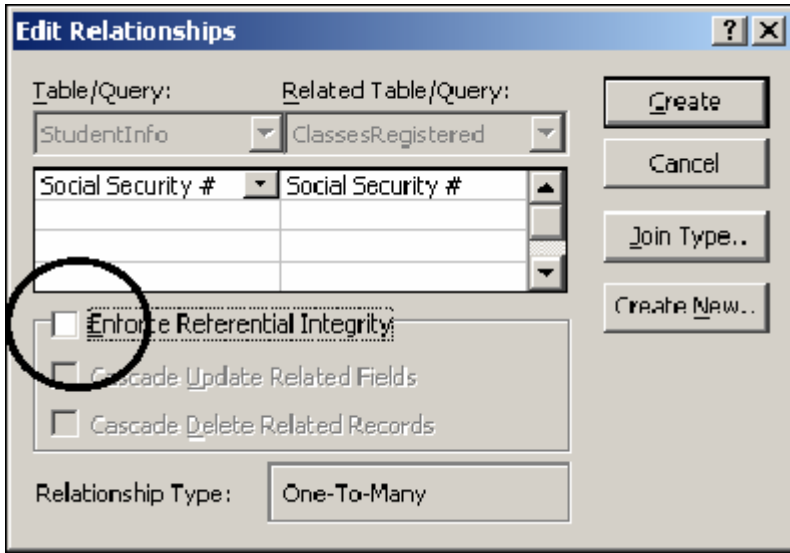 Edit Relationships
Table/Query: Related Table/Query:
StudentInfo ClassesRegistered
Social Security # Social Security #
Enforce Referential Integrity
Cascade Update Related Fields
Cascade Delete Related Records
Relationship Type: One-To-Many
Create
Cancel
Join Type..
Create New..